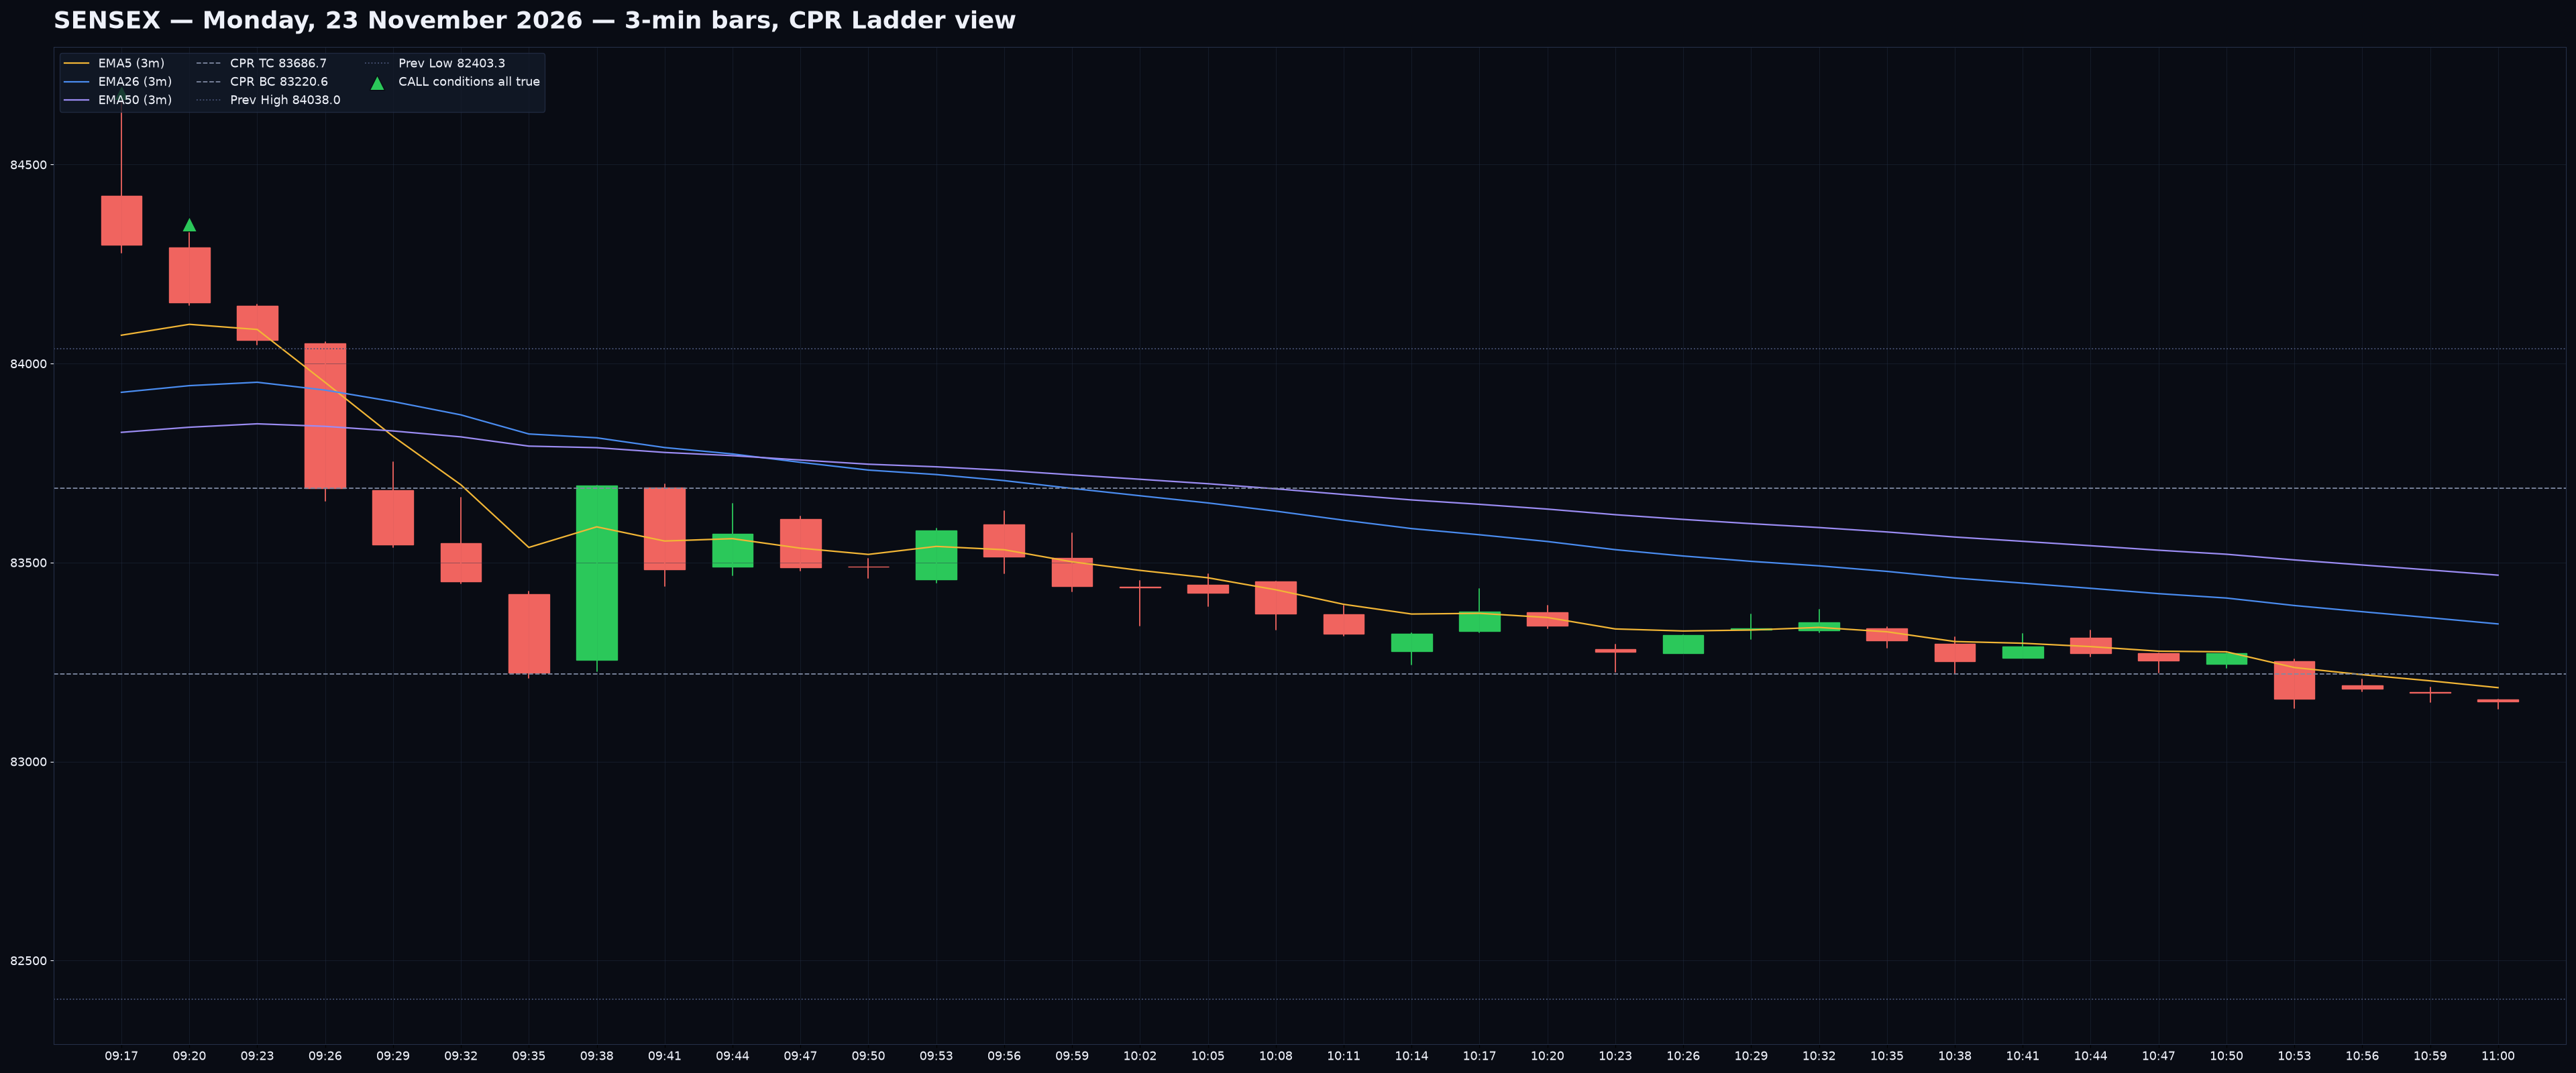 SENSEX — Monday, 23 November 2026 — 3-min bars, CPR Ladder view
EMA5 (3m)
EMA26 (3m)
EMA50 (3m)
CPR TC 83686.7
CPR BC 83220.6
Prev High 84038.0
Prev Low 82403.3
CALL conditions all true
84500
84000
83500
83000
82500
09:17 09:20 09:23 09:26 09:29 09:32 09:35 09:38 09:41 09:44 09:47 09:50 09:53 09:56 09:59 10:02 10:05 10:08 10:11 10:14 10:17 10:20 10:23 10:26 10:29 10:32 10:35 10:38 10:41 10:44 10:47 10:50 10:53 10:56 10:59 11:00